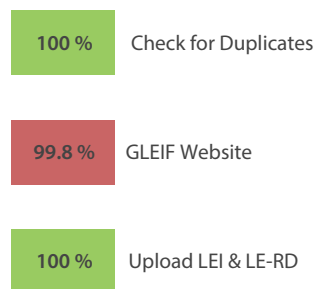 100 % Check for Duplicates
99.8 % GLEIF Website
100 % Upload LEI & LE-RD